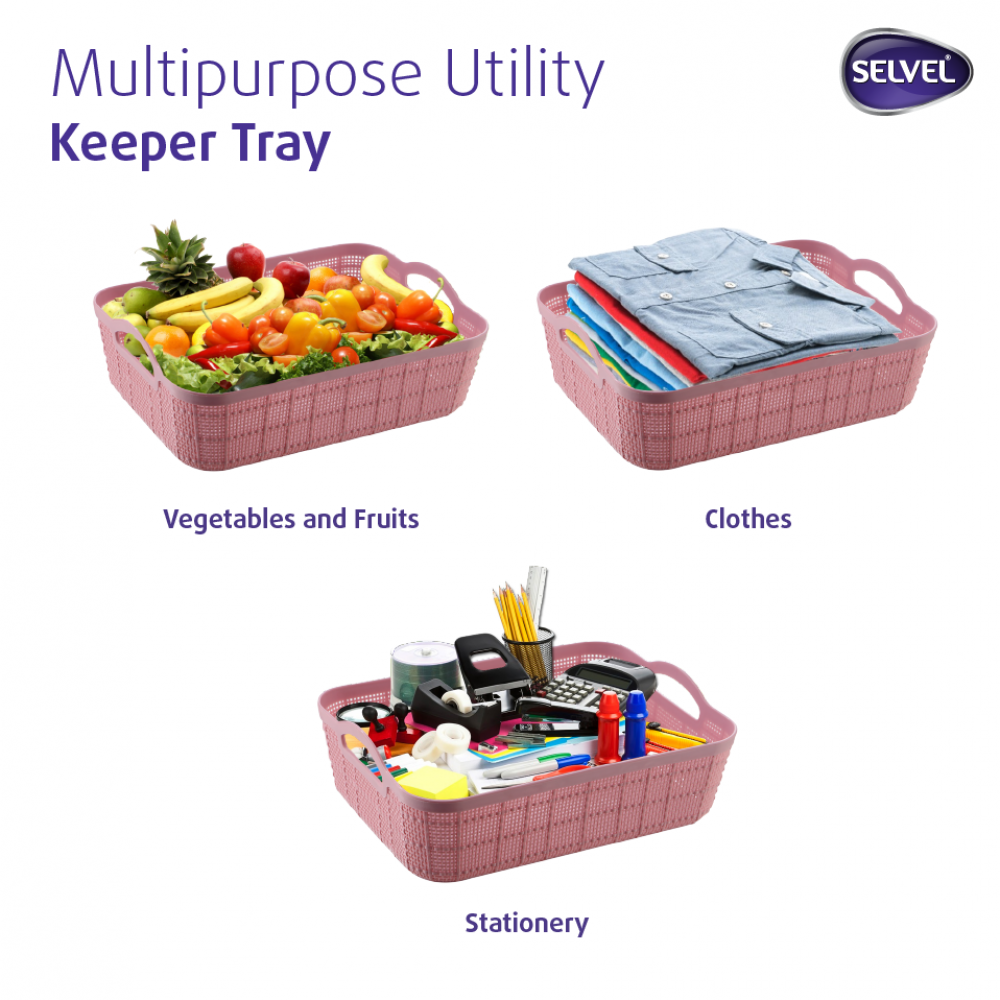 Multipurpose Utility
Keeper Tray
SELVEL®
Vegetables and Fruits
Clothes
Stationery